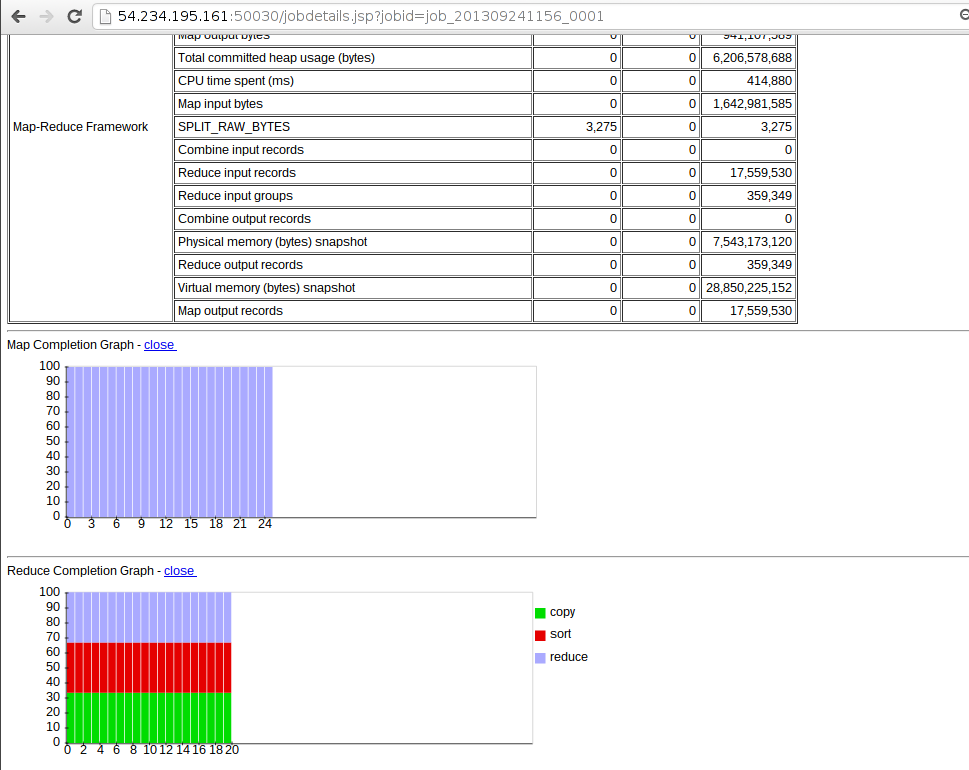 54.234.195.161:50030/jobdetails.jsp?jobid=job_201309241156_0001
Map output bytes 0 0 941,107,589
Total committed heap usage (bytes) 0 0 6,206,578,688
CPU time spent (ms) 0 0 414,880
Map input bytes 0 0 1,642,981,585
Map-Reduce Framework SPLIT_RAW_BYTES 3,275 0 3,275
Combine input records 0 0 0
Reduce input records 0 0 17,559,530
Reduce input groups 0 0 359,349
Combine output records 0 0 0
Physical memory (bytes) snapshot 0 0 7,543,173,120
Reduce output records 0 0 359,349
Virtual memory (bytes) snapshot 0 0 28,850,225,152
Map output records 0 0 17,559,530
Map Completion Graph - close
100
90
80
70
60
50
40
30
20
10
0
0 3 6 9 12 15 18 21 24
Reduce Completion Graph - close
100
90
80
70
60
50
40
30
20
10
0
0 2 4 6 8 10 12 14 16 18 20
copy
sort
reduce